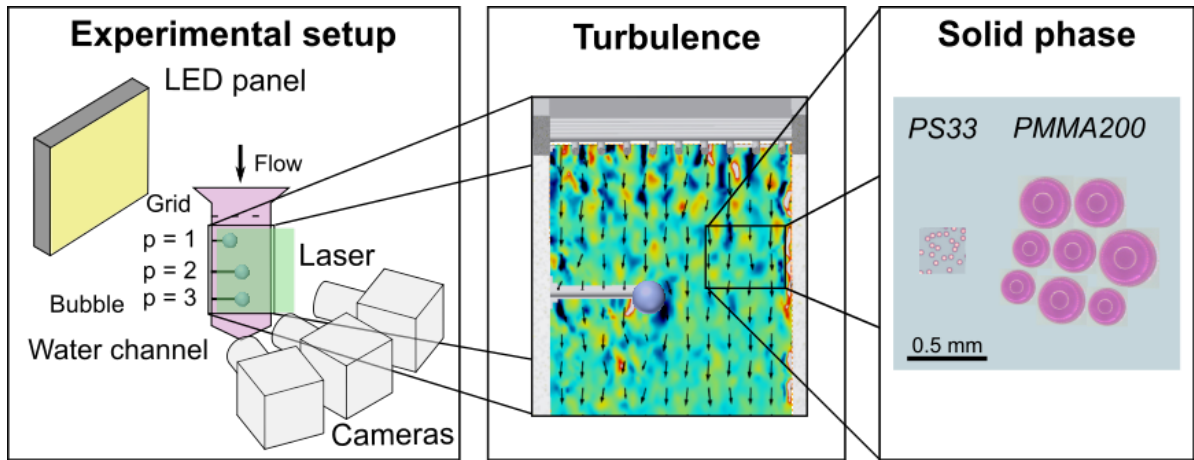 Experimental setup
LED panel
Flow
Grid
p = 1
p = 2
p = 3
Laser
Bubble
Water channel
Cameras
Turbulence
Solid phase
PS33 PMMA200
0.5 mm